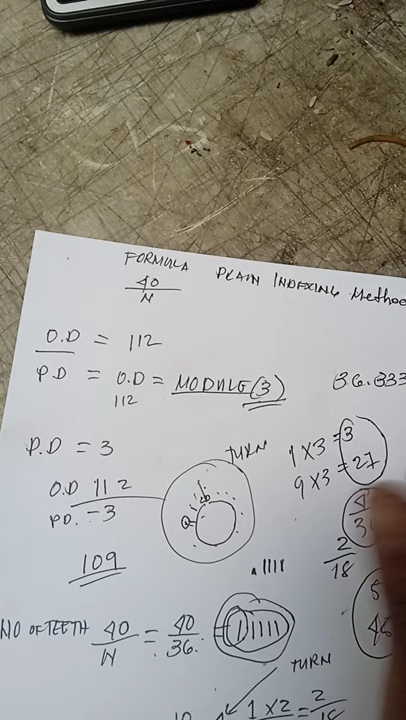 FORMULA PLAIN INDEXING Method
40
N
O.D = 112
P.D = O.D = MODULE (3)
112
36.333
P.D = 3
TURN
1 X 3 = 3
9 X 3 = 27
O.D 112
P.D. - 3
109
2
18
NO OF TEETH 40 = 40
N 36
TURN
1 X 2 = 2